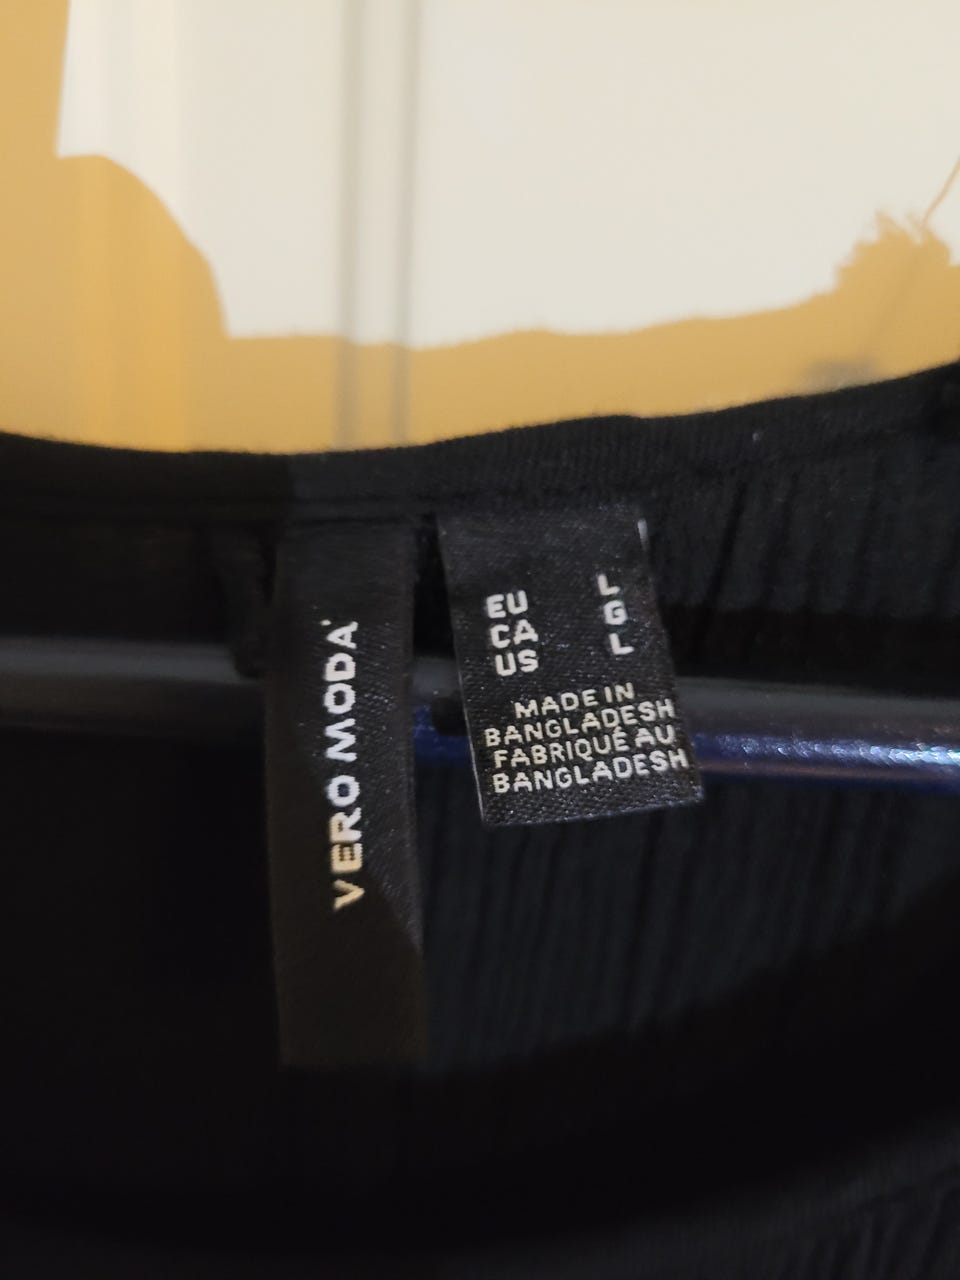 VERO MODA
EU L
CA G
US L
MADE IN
BANGLADESH
FABRIQUÉ AU
BANGLADESH